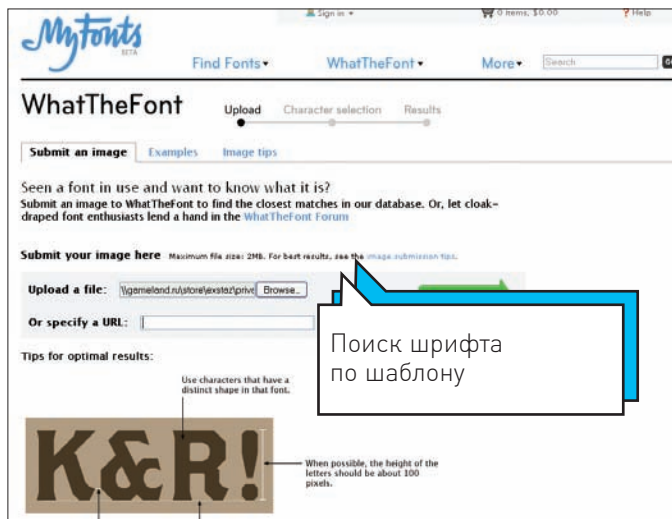 MyFonts
BETA
Sign in
0 items, $0.00
? Help
Find Fonts
WhatTheFont
More
Search
WhatTheFont
Upload
Character selection
Results
Submit an image
Examples
Image tips
Seen a font in use and want to know what it is?
Submit an image to WhatTheFont to find the closest matches in our database. Or, let cloak-
draped font enthusiasts lend a hand in the WhatTheFont Forum
Submit your image here Maximum file size: 2MB. For best results, see the image submission tips.
Upload a file: \\gameland.ru\store\exstaz\prive Browse...
Or specify a URL:
Поиск шрифта
по шаблону
Tips for optimal results:
Use characters that have a
distinct shape in that font.
K&R!
When possible, the height of the
letters should be about 100
pixels.